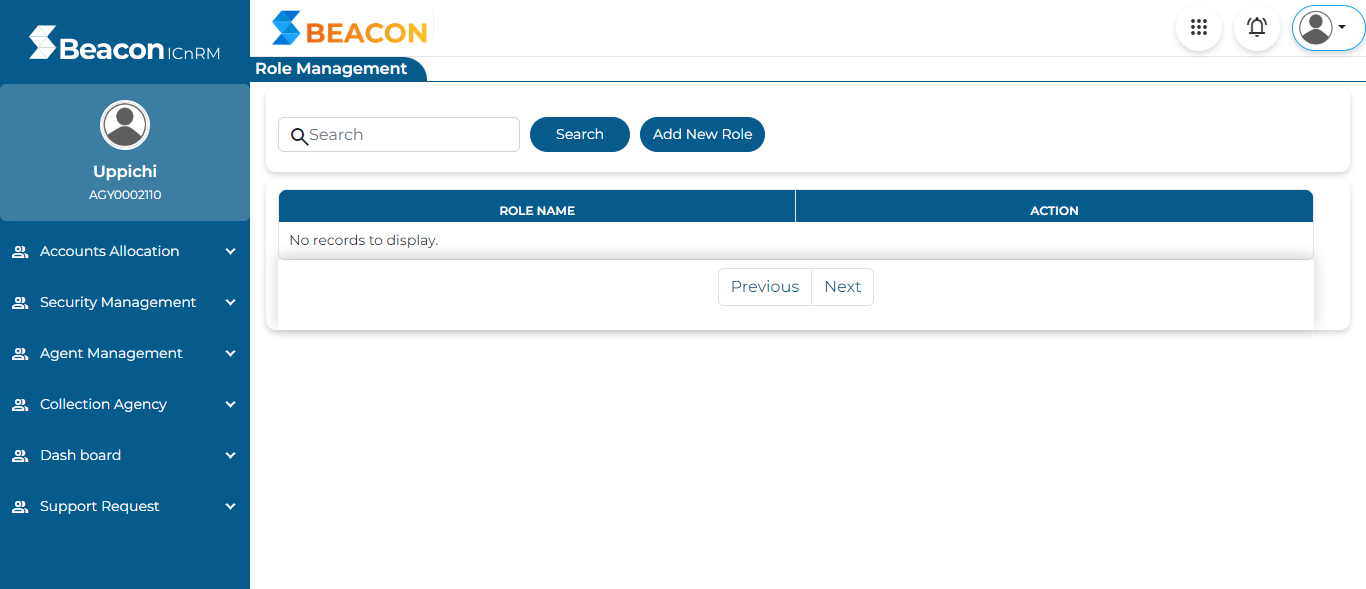 Beacon ICnRM
BEACON
Role Management
Uppichi
AGY0002110
Accounts Allocation
Security Management
Agent Management
Collection Agency
Dash board
Support Request
Search
Search
Add New Role
ROLE NAME
ACTION
No records to display.
Previous
Next